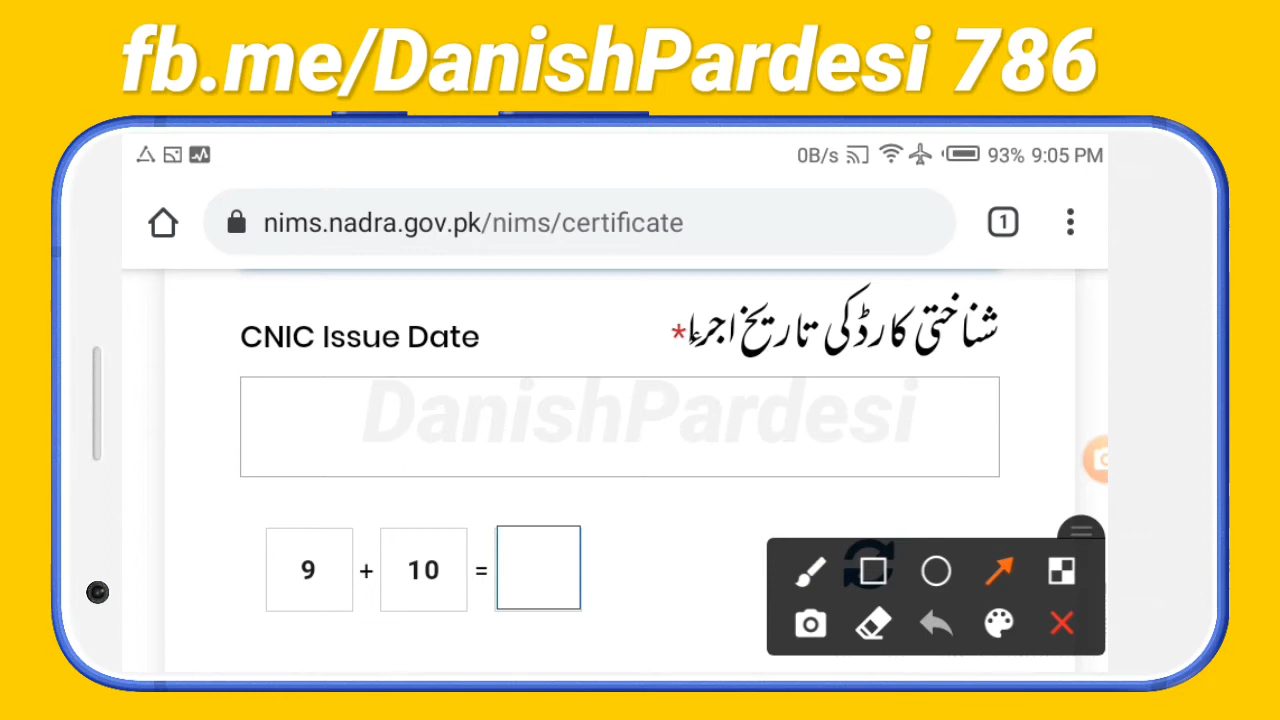 fb.me/DanishPardesi 786
0B/s 93% 9:05 PM
nims.nadra.gov.pk/nims/certificate 1
CNIC Issue Date شناختی کارڈ کی تاریخ اجراء*
DanishPardesi
9 + 10 =